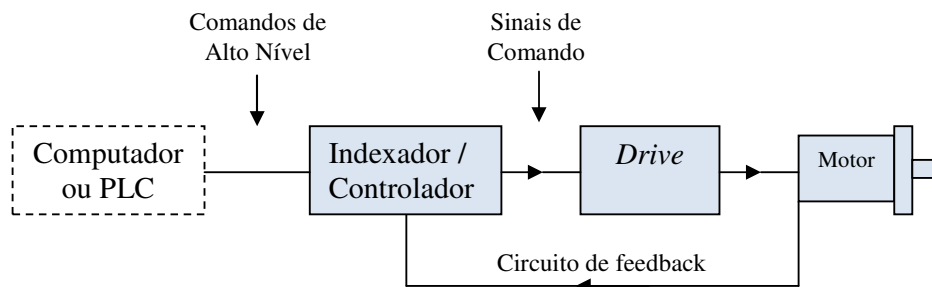 Comandos de
Alto Nível
Sinais de
Comando
Computador
ou PLC
Indexador /
Controlador
Drive
Motor
Circuito de feedback